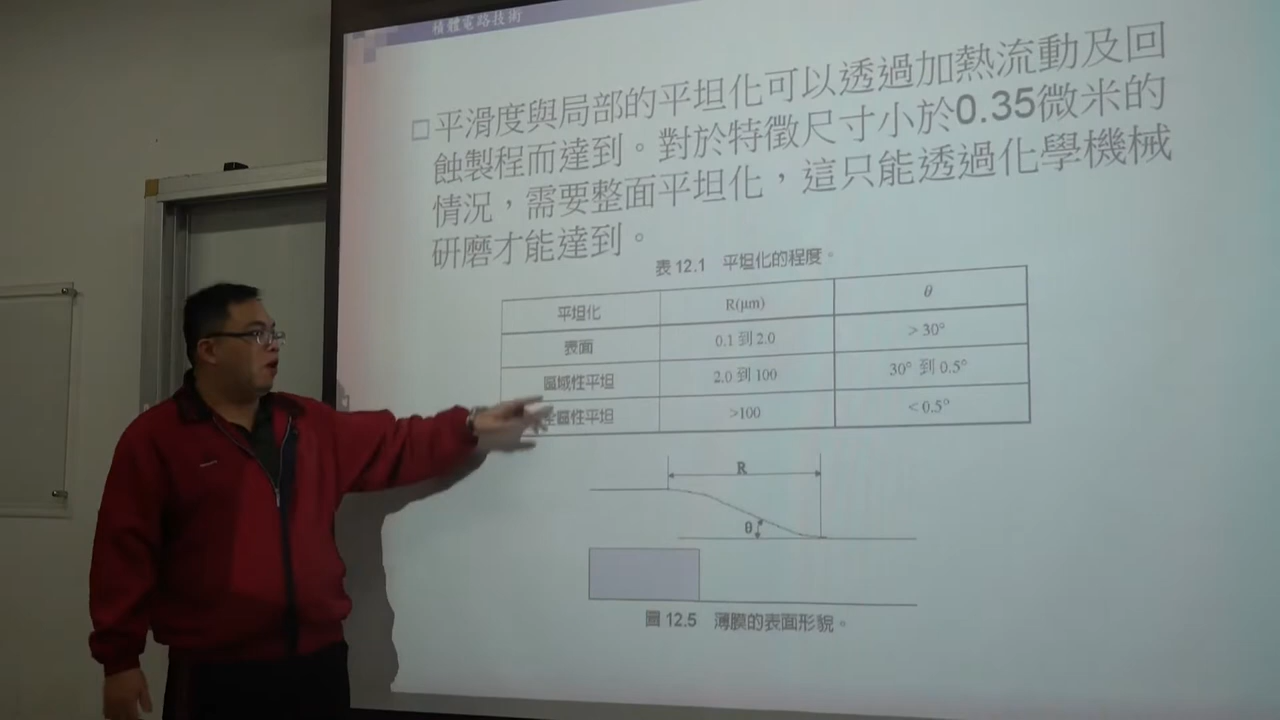 積體電路技術
□平滑度與局部的平坦化可以透過加熱流動及回
蝕製程而達到。對於特徵尺寸小於0.35微米的
情況，需要整面平坦化，這只能透過化學機械
研磨才能達到。
表 12.1 平坦化的程度。
平坦化 R(μm) θ
表面 0.1 到 2.0 > 30°
區域性平坦 2.0 到 100 30° 到 0.5°
全區性平坦 >100 < 0.5°
R
θ
圖 12.5 薄膜的表面形貌。